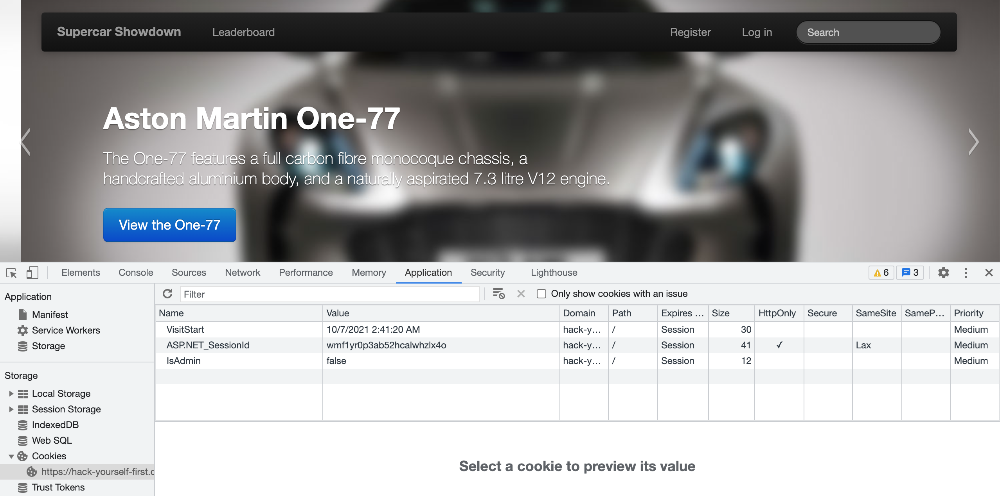 Supercar Showdown Leaderboard Register Log in Search
Aston Martin One-77
The One-77 features a full carbon fibre monocoque chassis, a
handcrafted aluminium body, and a naturally aspirated 7.3 litre V12 engine.
View the One-77
Elements Console Sources Network Performance Memory Application Security Lighthouse 6 3
Application
Manifest
Service Workers
Storage
Storage
Local Storage
Session Storage
IndexedDB
Web SQL
Cookies
https://hack-yourself-first.c
Trust Tokens
Filter Only show cookies with an issue
Name Value Domain Path Expires ... Size HttpOnly Secure SameSite SameP... Priority
VisitStart 10/7/2021 2:41:20 AM hack-y... / Session 30 Medium
ASP.NET_SessionId wmf1yr0p3ab52hcalwhzlx4o hack-y... / Session 41 ✓ Lax Medium
IsAdmin false hack-y... / Session 12 Medium
Select a cookie to preview its value